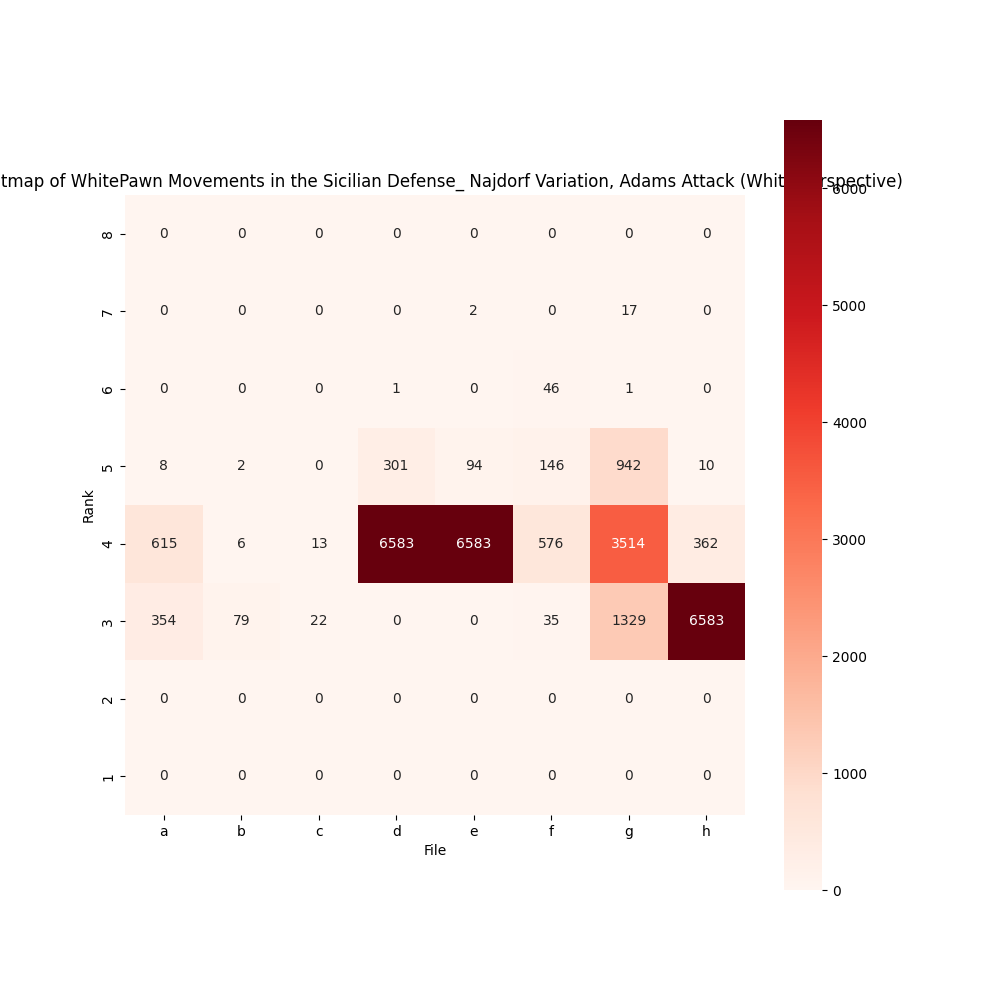 tmap of WhitePawn Movements in the Sicilian Defense_ Najdorf Variation, Adams Attack (Whit rspective)
6000
8 0 0 0 0 0 0 0 0
7 0 0 0 0 2 0 17 0
5000
6 0 0 0 1 0 46 1 0
4000
5 8 2 0 301 94 146 942 10
Rank
4 615 6 13 6583 6583 576 3514 362
3000
3 354 79 22 0 0 35 1329 6583
2000
2 0 0 0 0 0 0 0 0
1 0 0 0 0 0 0 0 0
1000
a b c d e f g h
File
0